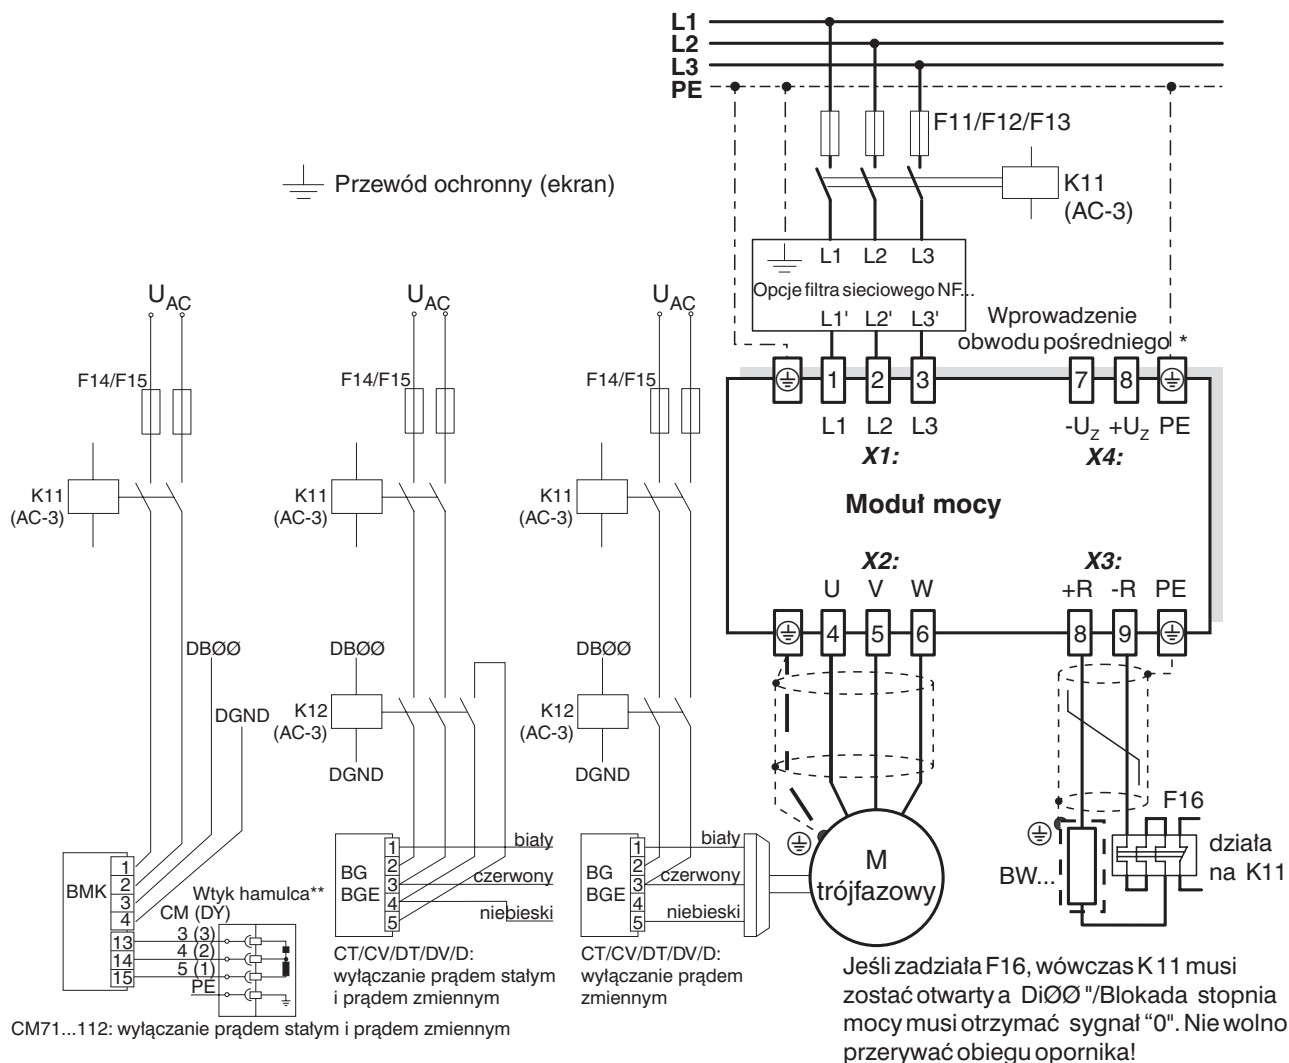 L1
L2
L3
PE
F11/F12/F13
Przewód ochronny (ekran)
K11
(AC-3)
L1 L2 L3
Opcje filtra sieciowego NF...
L1' L2' L3'
Wprowadzenie
obwodu pośredniego *
1 2 3 7 8
L1 L2 L3 -UZ +UZ PE
X1: X4:
Moduł mocy
X2: X3:
U V W +R -R PE
4 5 6 8 9
UAC UAC UAC
F14/F15 F14/F15 F14/F15
K11
(AC-3)
K11
(AC-3)
K11
(AC-3)
DBØØ DBØØ DBØØ
DGND
K12
(AC-3)
K12
(AC-3)
DGND DGND
BMK
1
2
3
4
13
14
15
Wtyk hamulca**
CM (DY)
3 (3)
4 (2)
5 (1)
PE
CM71...112: wyłączanie prądem stałym i prądem zmiennym
BG
BGE
1
2
3
4
5
biały
czerwony
niebieski
CT/CV/DT/DV/D:
wyłączanie prądem stałym
i prądem zmiennym
BG
BGE
1
2
3
4
5
biały
czerwony
niebieski
CT/CV/DT/DV/D:
wyłączanie prądem
zmiennym
M
trójfazowy
BW...
F16
działa
na K11
Jeśli zadziała F16, wówczas K 11 musi
zostać otwarty a DiØØ "/Blokada stopnia
mocy musi otrzymać sygnał “0". Nie wolno
przerywać obiegu opornika!